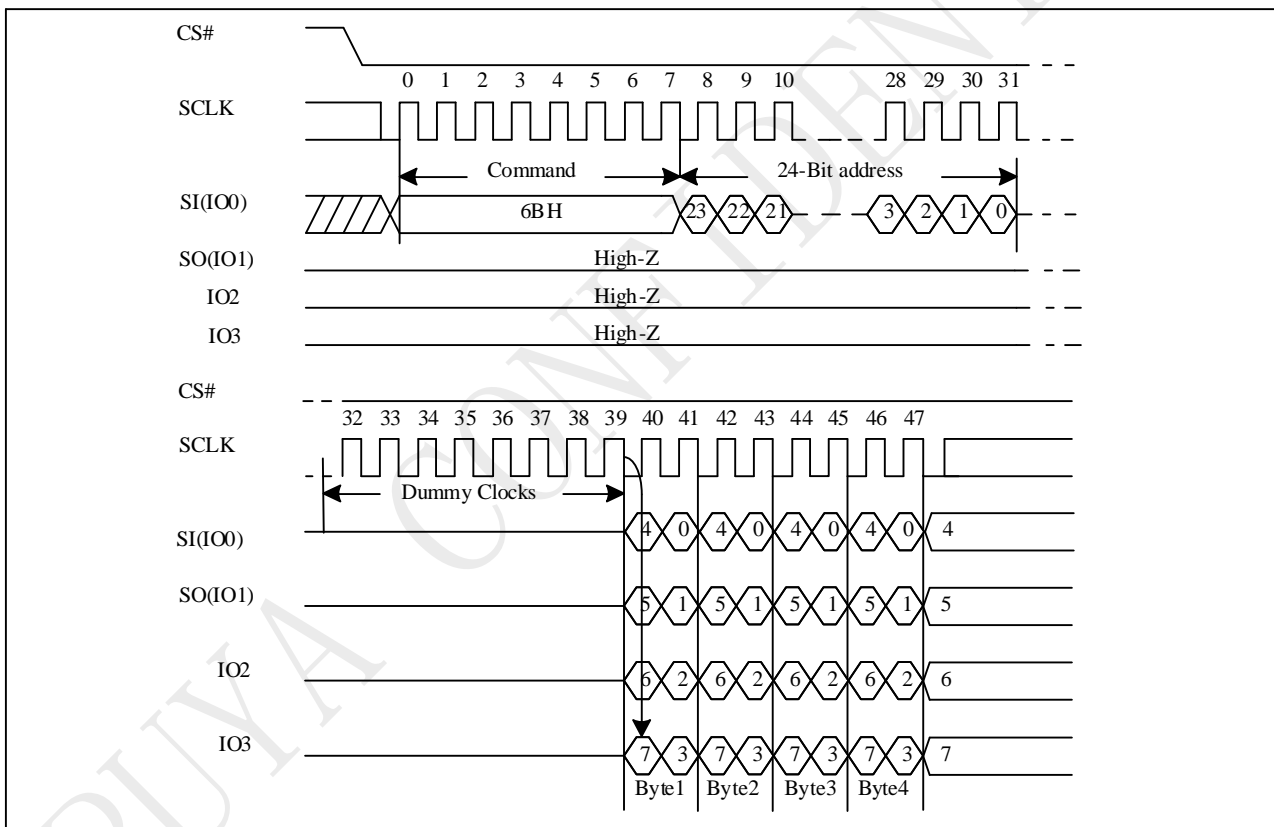 CS#
0 1 2 3 4 5 6 7 8 9 10 28 29 30 31
SCLK
Command 24-Bit address
SI(IO0) 6BH 23 22 21 3 2 1 0
SO(IO1) High-Z
IO2 High-Z
IO3 High-Z
CS#
32 33 34 35 36 37 38 39 40 41 42 43 44 45 46 47
SCLK
Dummy Clocks
SI(IO0) 4 0 4 0 4 0 4 0 4
SO(IO1) 5 1 5 1 5 1 5 1 5
IO2 6 2 6 2 6 2 6 2 6
IO3 7 3 7 3 7 3 7 3 7
Byte1 Byte2 Byte3 Byte4
PUYA CONFIDENT